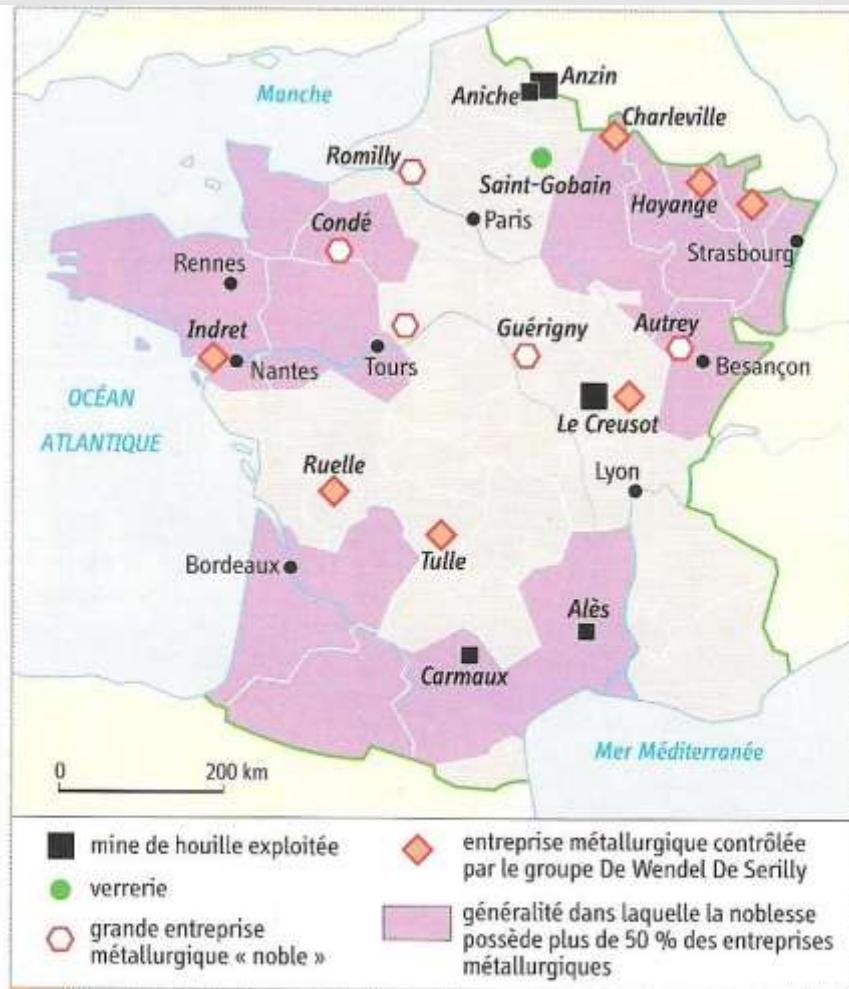 Anzin
Aniche
Manche
Charleville
Romilly
Saint-Gobain
Hayange
Paris
Condé
Strasbourg
Rennes
Indret
Guérigny
Autrey
Nantes
Tours
Besançon
OCÉAN
ATLANTIQUE
Le Creusot
Ruelle
Lyon
Tulle
Bordeaux
Alès
Carmaux
Mer Méditerranée
0 200 km
mine de houille exploitée
verrerie
grande entreprise
métallurgique « noble »
entreprise métallurgique contrôlée
par le groupe De Wendel De Serilly
généralité dans laquelle la noblesse
possède plus de 50 % des entreprises
métallurgiques